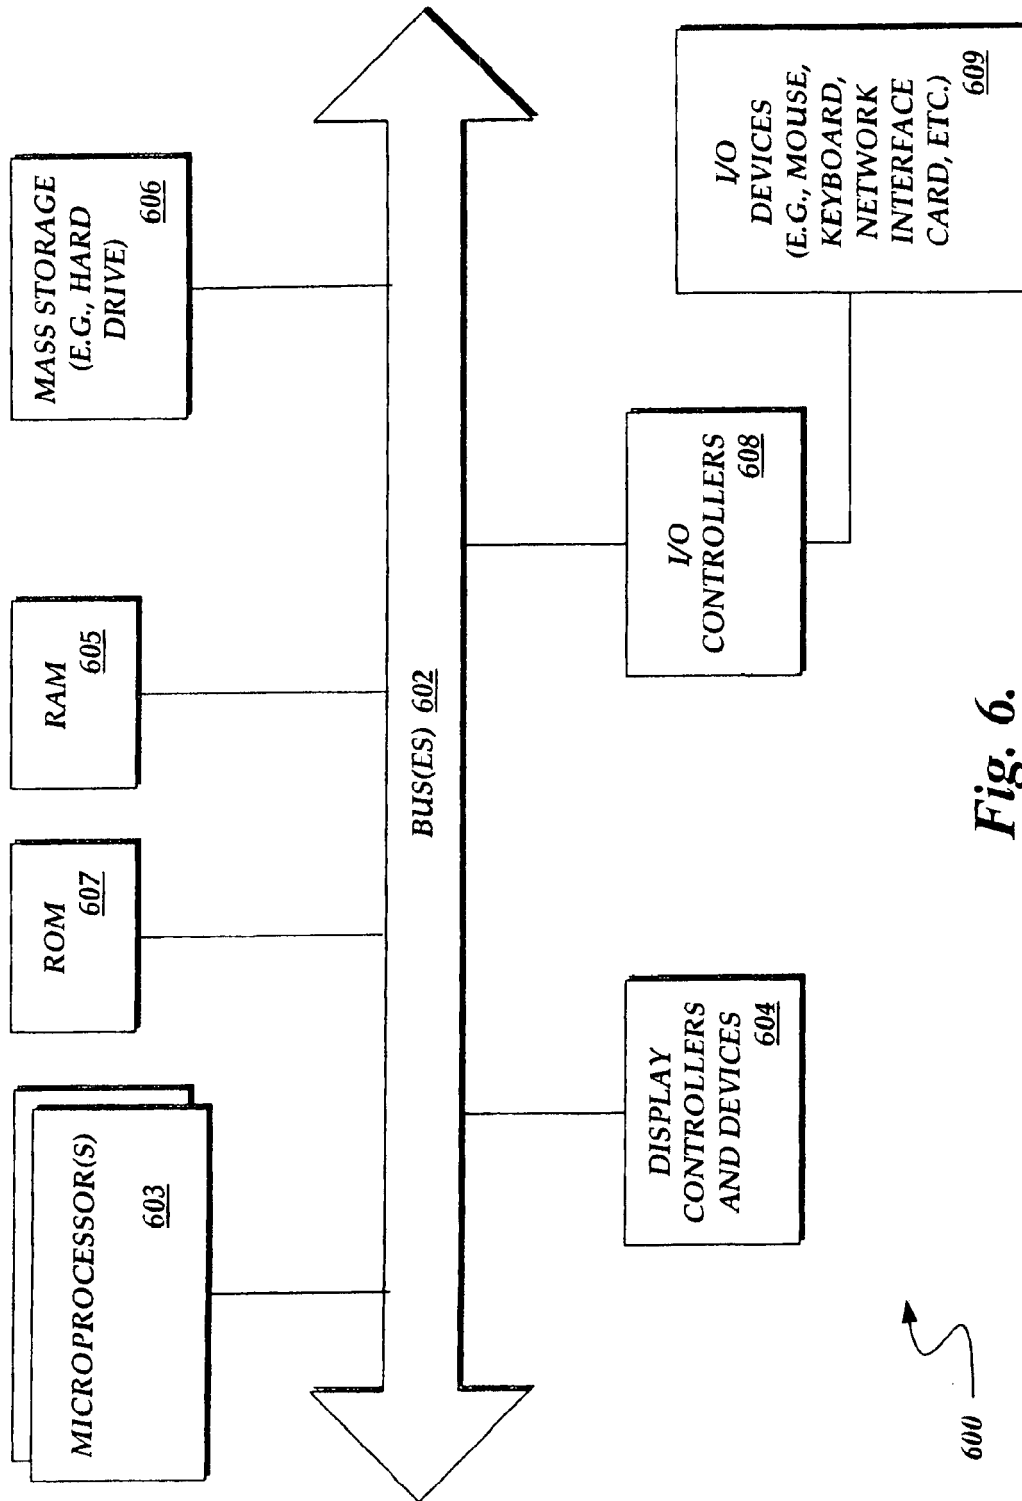 MICROPROCESSOR(S)
603
ROM
607
RAM
605
MASS STORAGE
(E.G., HARD
DRIVE)
606
BUS(ES) 602
DISPLAY
CONTROLLERS
AND DEVICES
604
I/O
CONTROLLERS
608
I/O
DEVICES
(E.G., MOUSE,
KEYBOARD,
NETWORK
INTERFACE
CARD, ETC.)
609
600
Fig. 6.